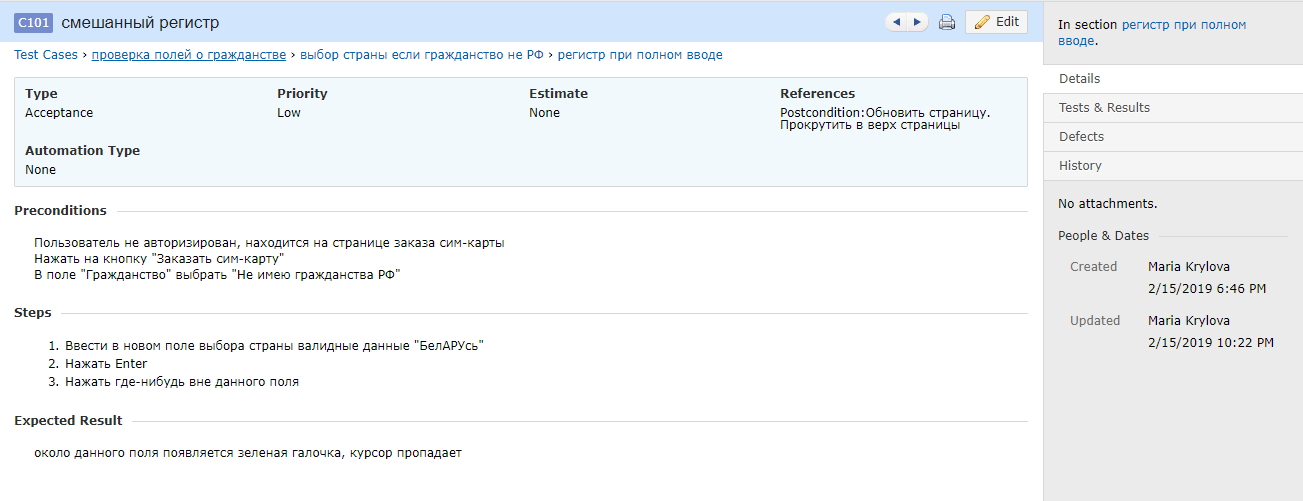 C101 смешанный регистр
Edit
Test Cases › проверка полей о гражданстве › выбор страны если гражданство не РФ › регистр при полном вводе
Type
Acceptance
Priority
Low
Estimate
None
References
Postcondition:Обновить страницу.
Прокрутить в верх страницы
Automation Type
None
Preconditions
Пользователь не авторизирован, находится на странице заказа сим-карты
Нажать на кнопку "Заказать сим-карту"
В поле "Гражданство" выбрать "Не имею гражданства РФ"
Steps
1. Ввести в новом поле выбора страны валидные данные "БелАРУсь"
2. Нажать Enter
3. Нажать где-нибудь вне данного поля
Expected Result
около данного поля появляется зеленая галочка, курсор пропадает
In section регистр при полном
вводе.
Details
Tests & Results
Defects
History
No attachments.
People & Dates
Created Maria Krylova
2/15/2019 6:46 PM
Updated Maria Krylova
2/15/2019 10:22 PM